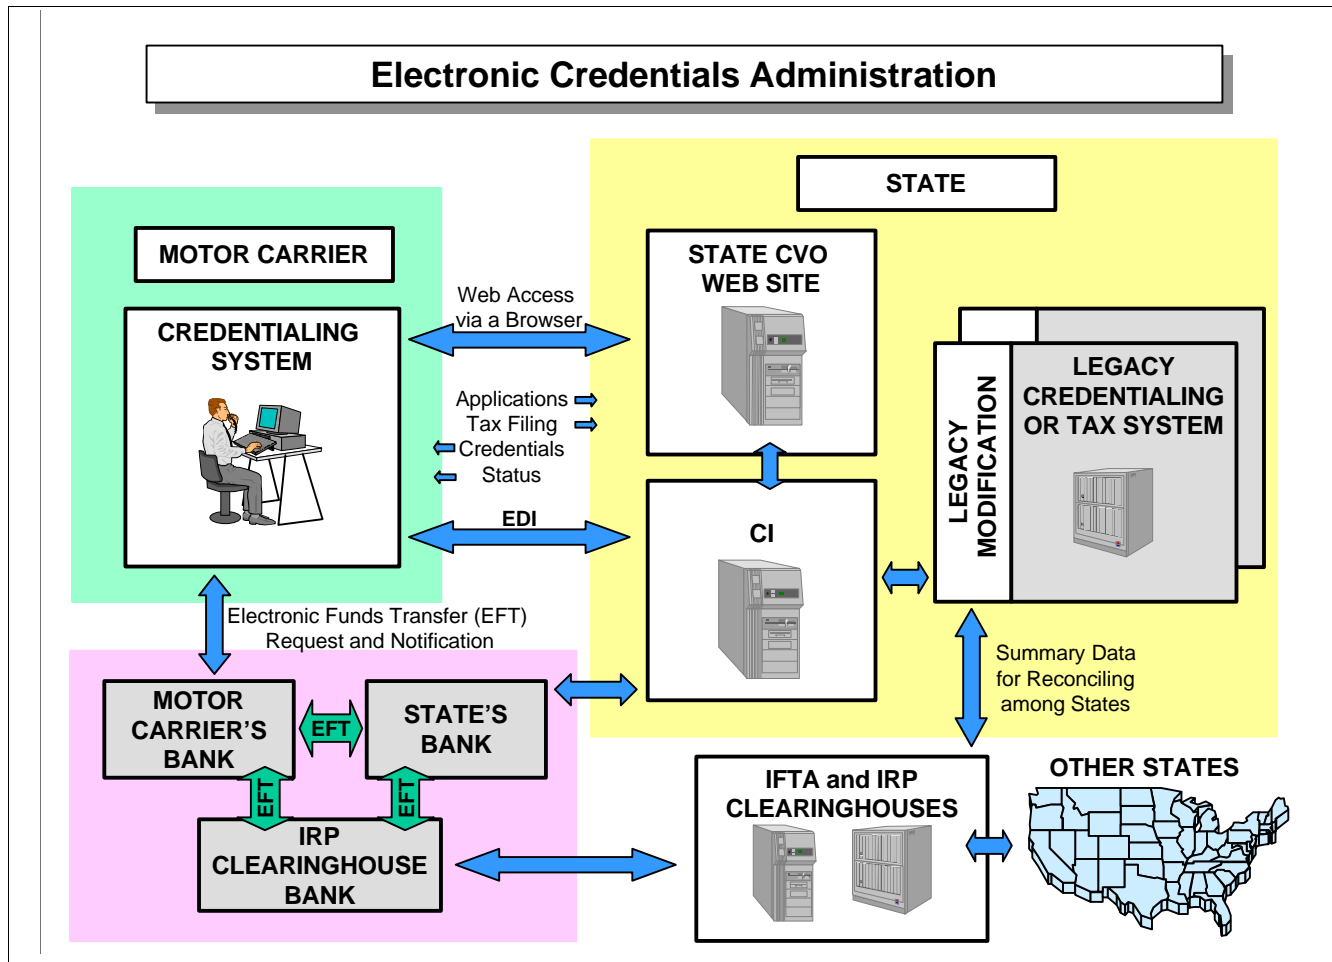 Electronic Credentials Administration
STATE
MOTOR CARRIER
STATE CVO
WEB SITE
Web Access
via a Browser
CREDENTIALING
SYSTEM
LEGACY
MODIFICATION
LEGACY
CREDENTIALING
OR TAX SYSTEM
Applications
Tax Filing
Credentials
Status
EDI
CI
Electronic Funds Transfer (EFT)
Request and Notification
Summary Data
for Reconciling
among States
MOTOR
CARRIER'S
BANK
EFT
STATE'S
BANK
EFT
EFT
IRP
CLEARINGHOUSE
BANK
IFTA and IRP
CLEARINGHOUSES
OTHER STATES